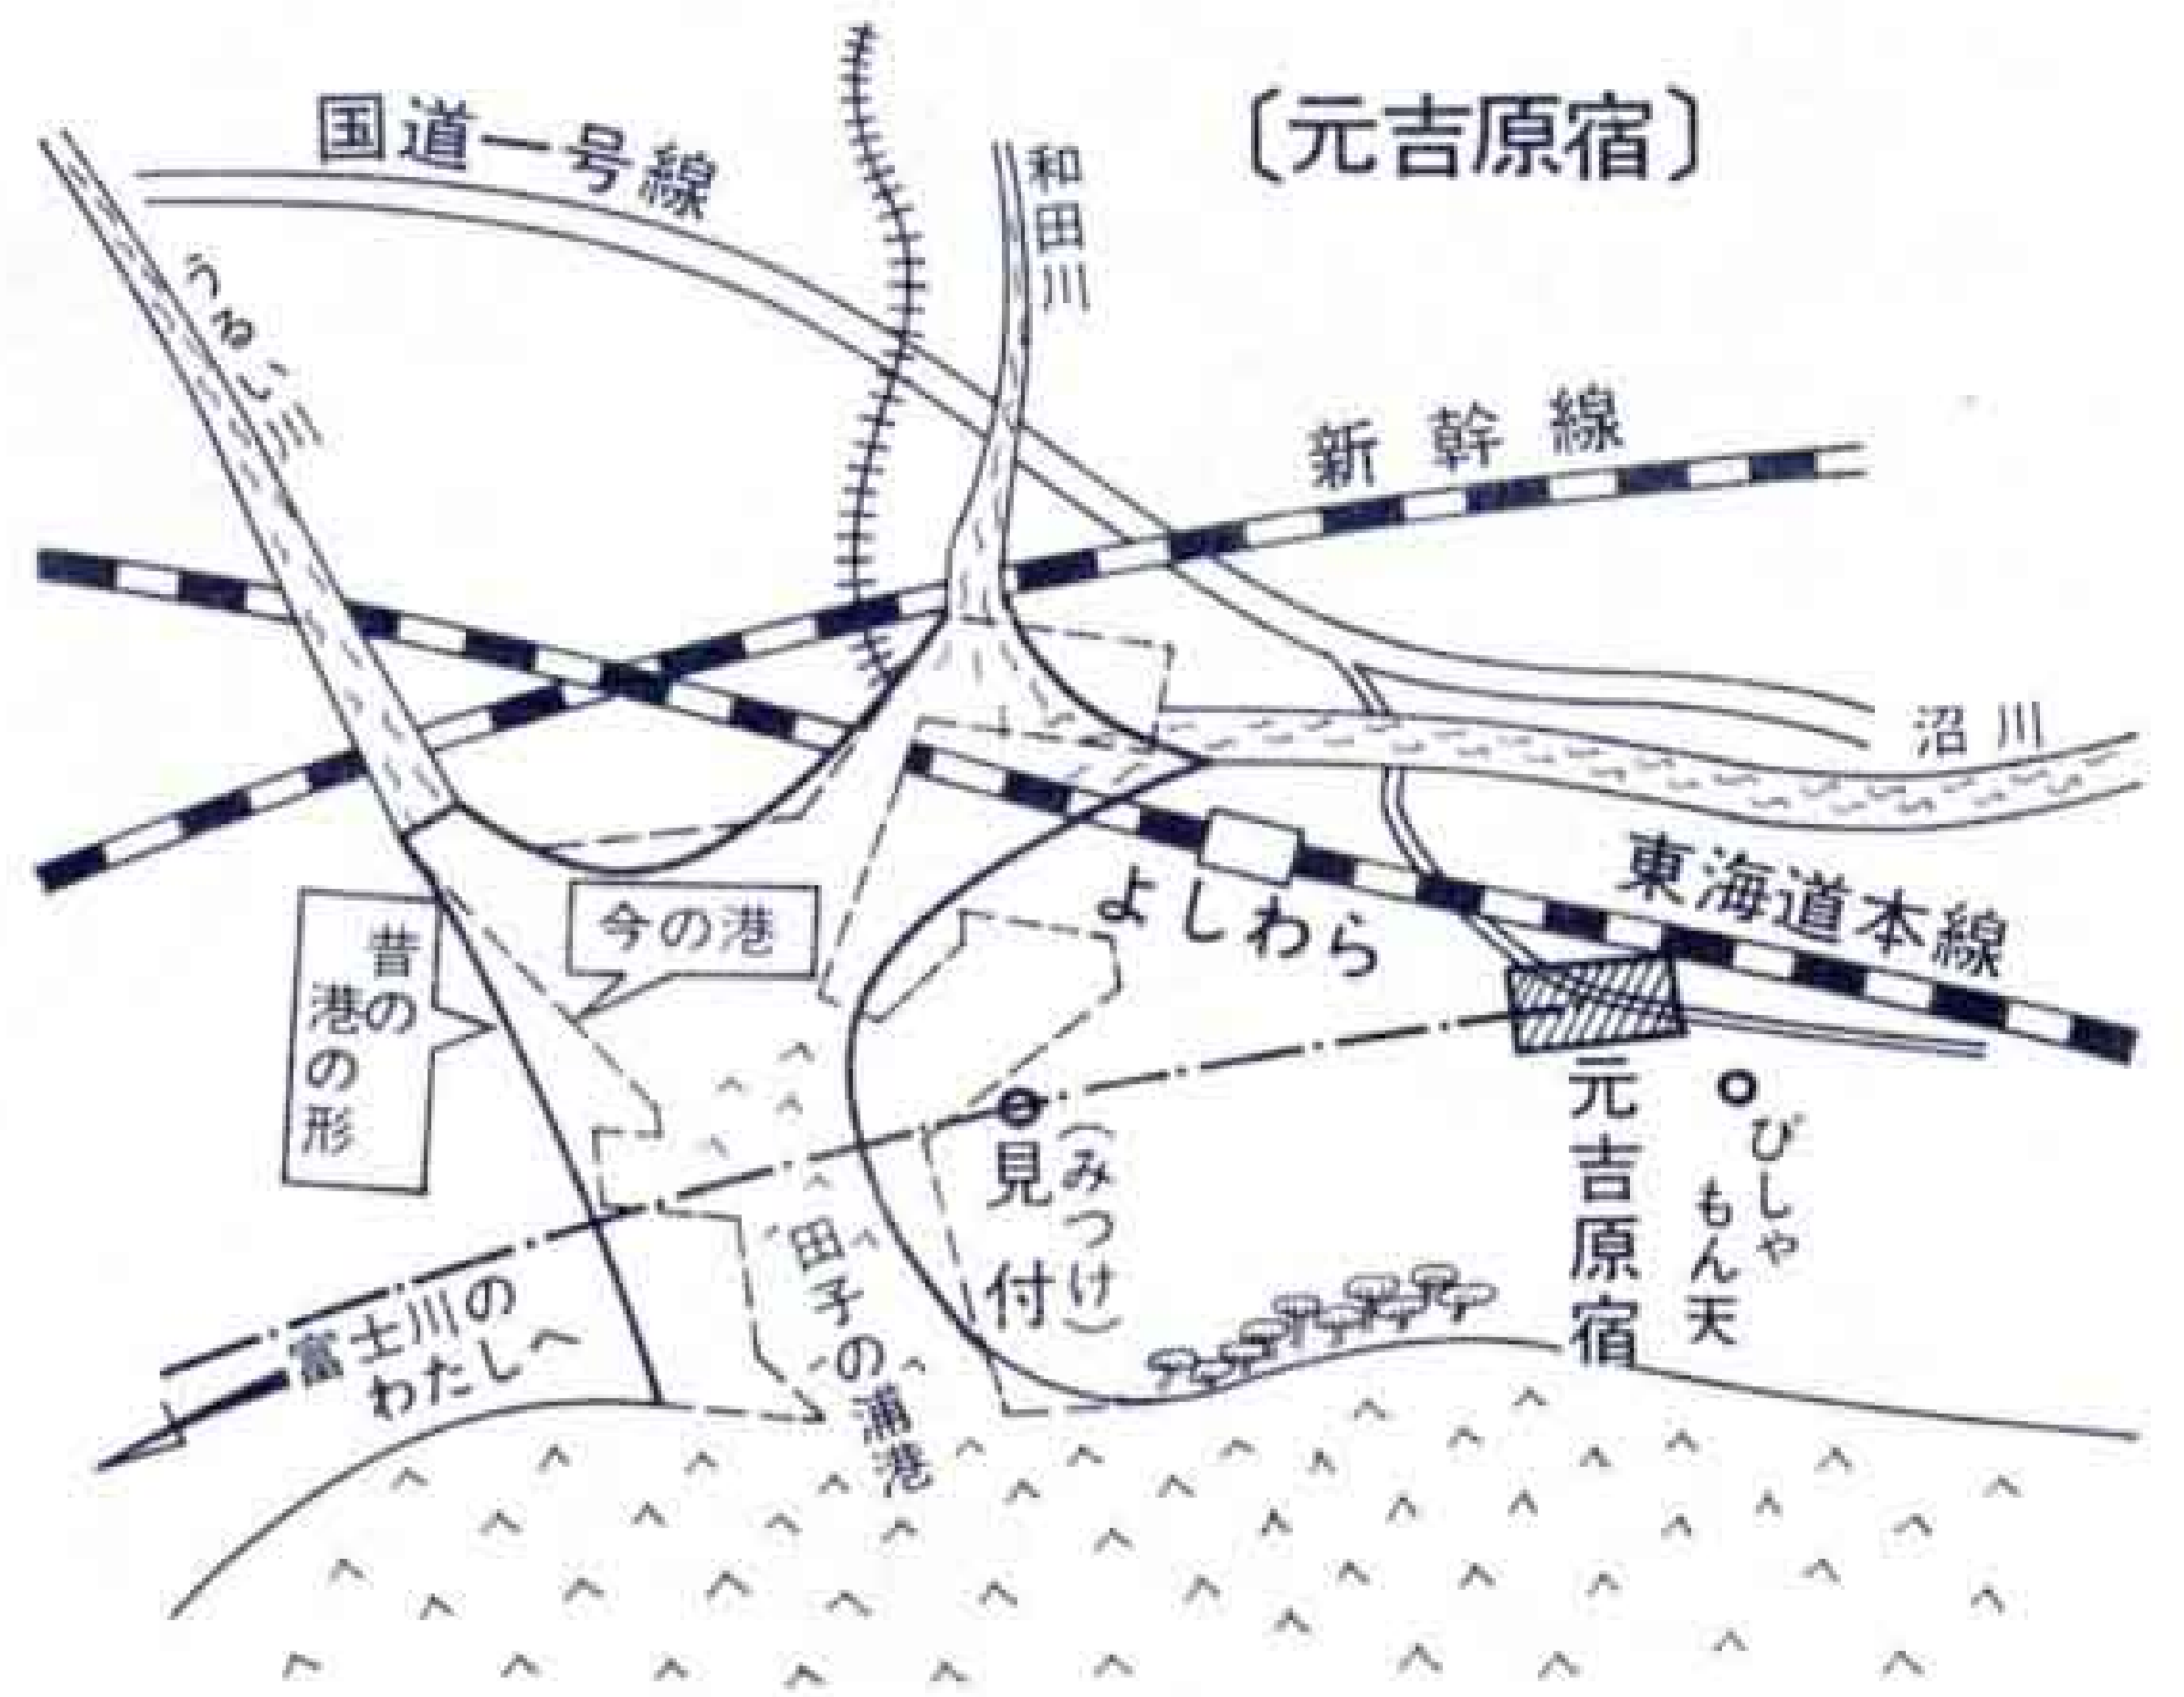 〔元吉原宿〕
国道一号線
和田川
うるい川
新幹線
沼川
東海道本線
よしわら
今の港
昔の
港の形
見付
(みつけ)
元吉原宿
びしゃ
もん天
田子の浦港
富士川の
わたしへ